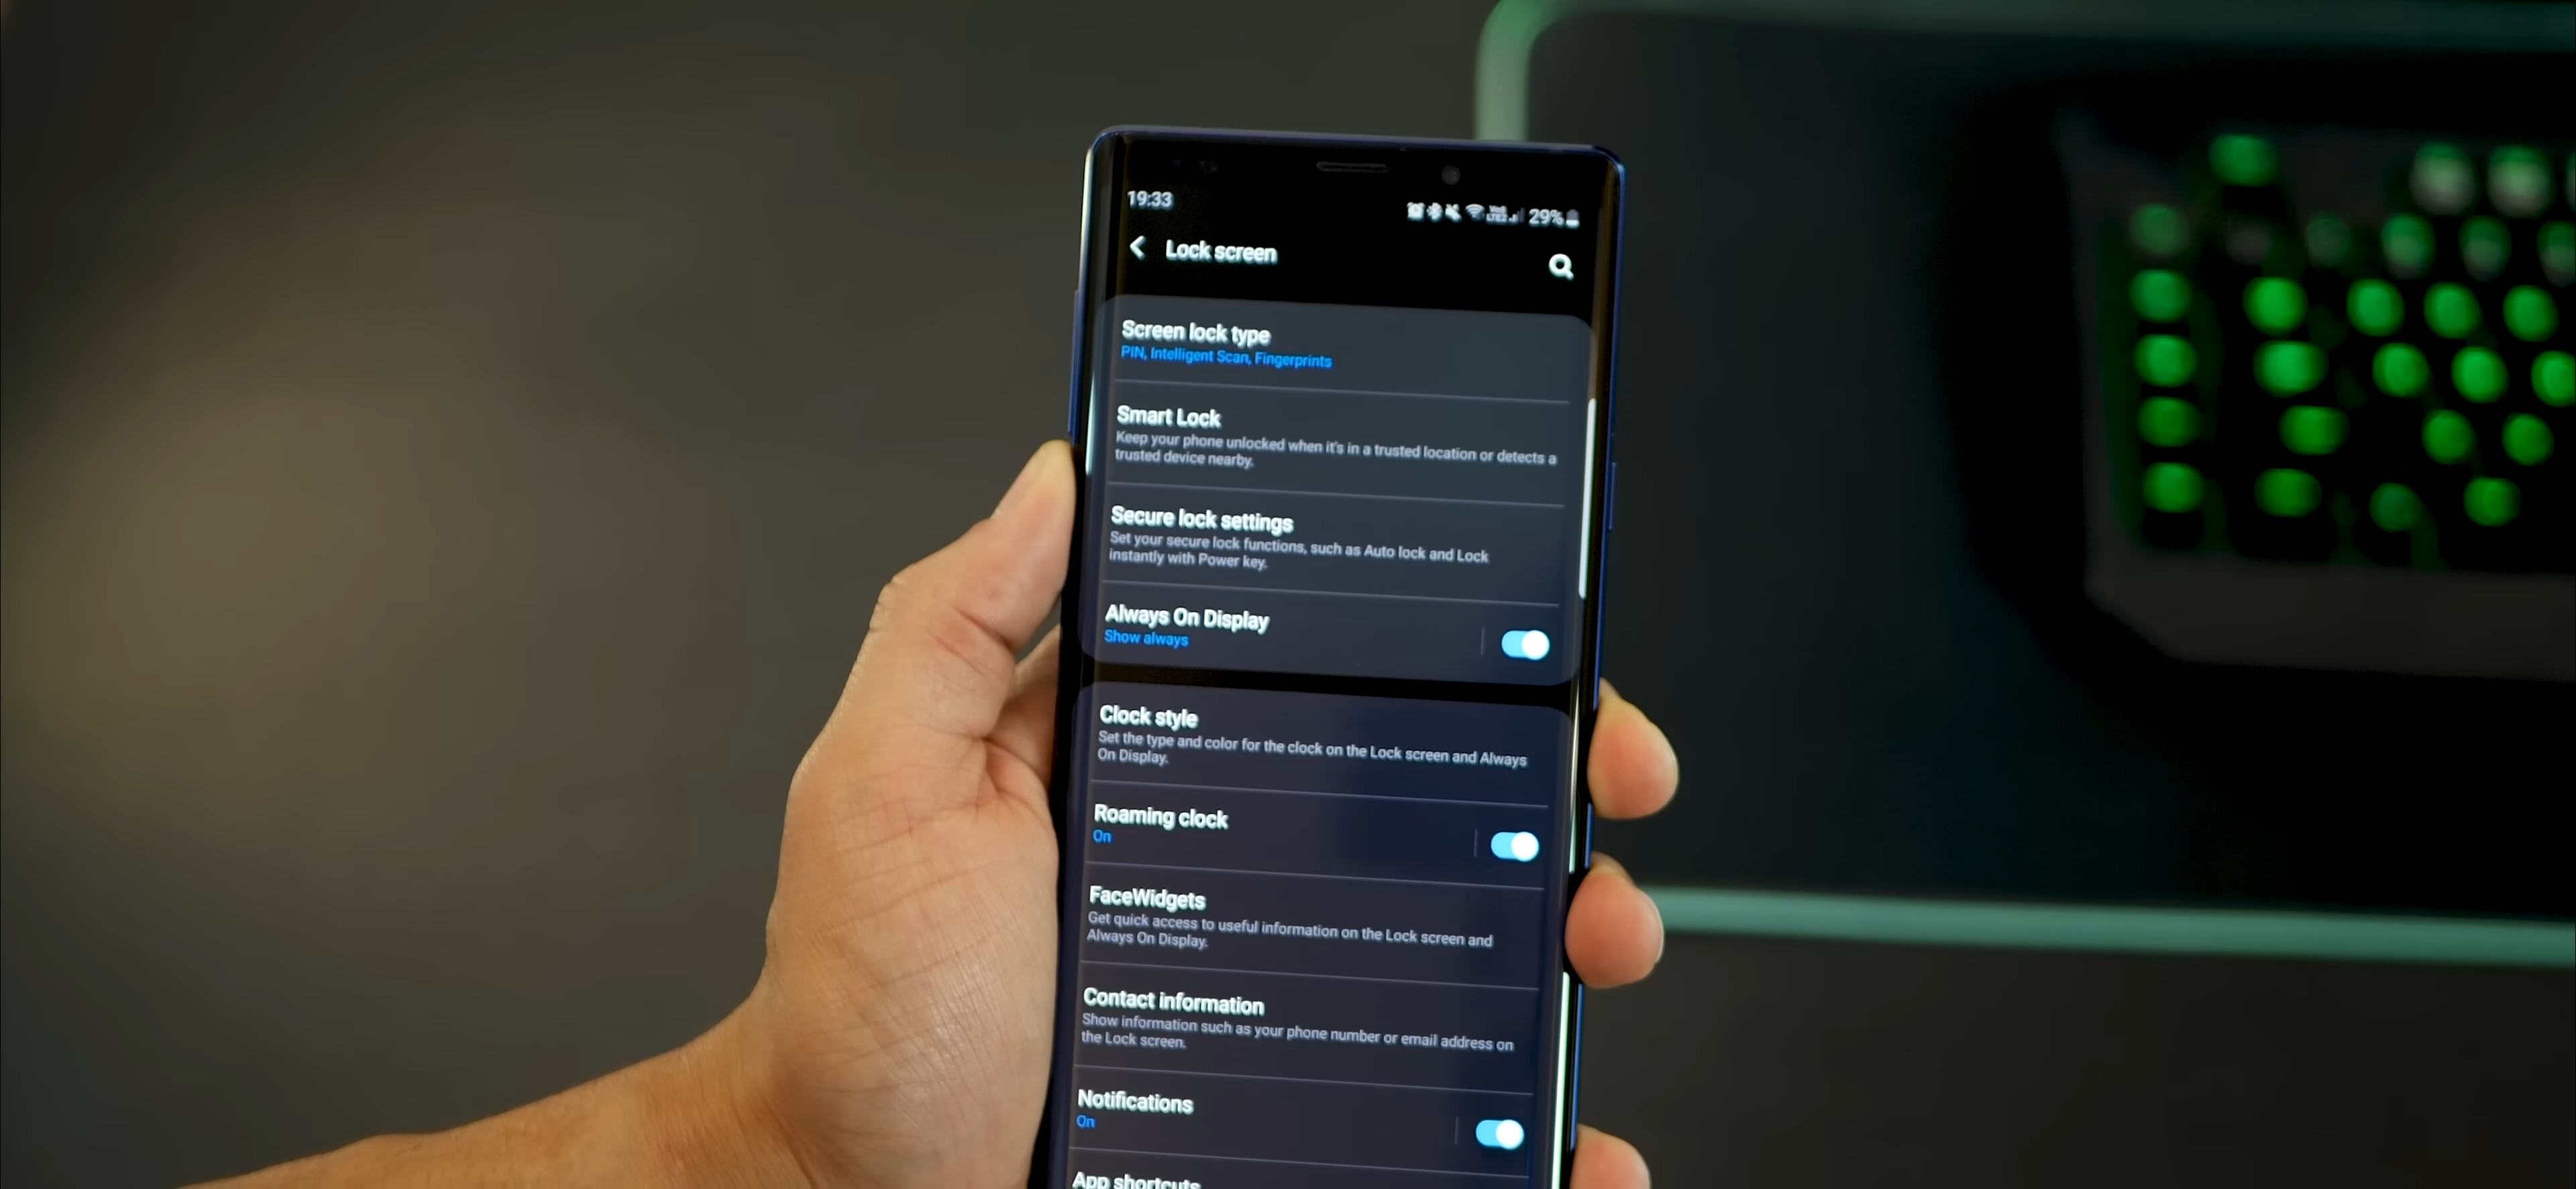 19:33
29%
Lock screen
Screen lock type
PIN, Intelligent Scan, Fingerprints
Smart Lock
Keep your phone unlocked when it's in a trusted location or detects a
trusted device nearby.
Secure lock settings
Set your secure lock functions, such as Auto lock and Lock
instantly with Power key.
Always On Display
Show always
Clock style
Set the type and color for the clock on the Lock screen and Always
On Display.
Roaming clock
On
FaceWidgets
Get quick access to useful information on the Lock screen and
Always On Display.
Contact information
Show information such as your phone number or email address on
the Lock screen.
Notifications
On
App shortcuts